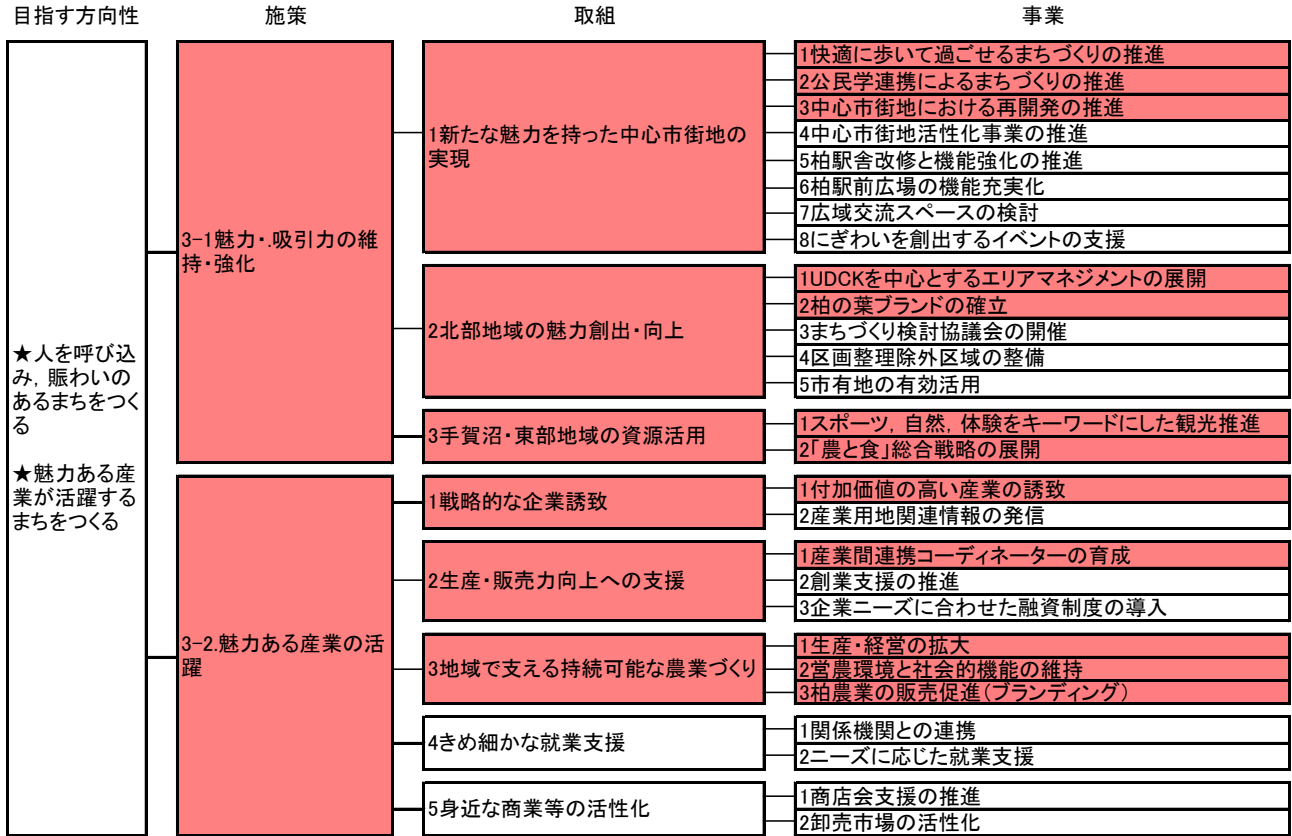 目指す方向性
施策
取組
事業
★人を呼び込
み，賑わいの
あるまちをつく
る
★魅力ある産
業が活躍する
まちをつくる
3-1魅力・.吸引力の維
持・強化
1新たな魅力を持った中心市街地の
実現
1快適に歩いて過ごせるまちづくりの推進
2公民学連携によるまちづくりの推進
3中心市街地における再開発の推進
4中心市街地活性化事業の推進
5柏駅舎改修と機能強化の推進
6柏駅前広場の機能充実化
7広域交流スペースの検討
8にぎわいを創出するイベントの支援
2北部地域の魅力創出・向上
1UDCKを中心とするエリアマネジメントの展開
2柏の葉ブランドの確立
3まちづくり検討協議会の開催
4区画整理除外区域の整備
5市有地の有効活用
3手賀沼・東部地域の資源活用
1スポーツ，自然，体験をキーワードにした観光推進
2「農と食」総合戦略の展開
3-2.魅力ある産業の活
躍
1戦略的な企業誘致
1付加価値の高い産業の誘致
2産業用地関連情報の発信
2生産・販売力向上への支援
1産業間連携コーディネーターの育成
2創業支援の推進
3企業ニーズに合わせた融資制度の導入
3地域で支える持続可能な農業づくり
1生産・経営の拡大
2営農環境と社会的機能の維持
3柏農業の販売促進（ブランディング）
4きめ細かな就業支援
1関係機関との連携
2ニーズに応じた就業支援
5身近な商業等の活性化
1商店会支援の推進
2卸売市場の活性化